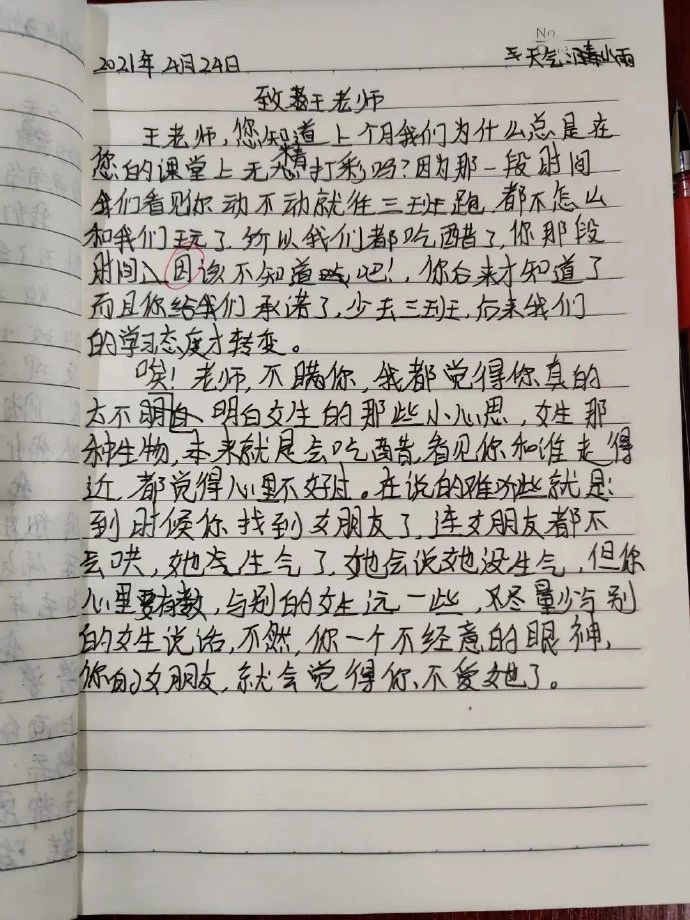 No.
2021年4月24日 天气:小雨
致王老师
王老师,您知道上个月我们为什么总是在
您的课堂上无精打彩吗?因为那一段时间
我们看见你动不动就往三班跑,都不怎么
和我们玩了,所以我们都吃醋了,你那段
时间因该不知道吧!,你后来才知道了
而且你给我们承诺了,少去三班,后来我们
的学习态度才转变。
唉!老师,不瞒你,我都觉得你真的
太不明白女生的那些小心思,女生那
种生物,本来就是会吃醋,看见你和谁走得
近,都觉得心里不好过。在说的难听些就是:
到时候你找到女朋友了,连女朋友都不
会哄,她生气了,她会说她没生气,但你
心里要有数,与别的女生远一些,尽量少与别
的女生说话,不然,你一个不经意的眼神,
你的女朋友,就会觉得你不爱她了。